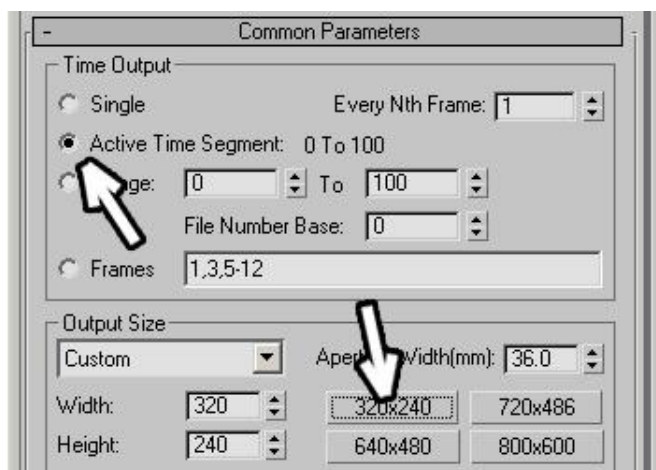 - Common Parameters
Time Output
Single Every Nth Frame: 1
Active Time Segment: 0 To 100
0 To 100
File Number Base: 0
Frames 1,3,5-12
Output Size
Custom 36.0
Width: 320 320x240 720x486
Height: 240 640x480 800x600